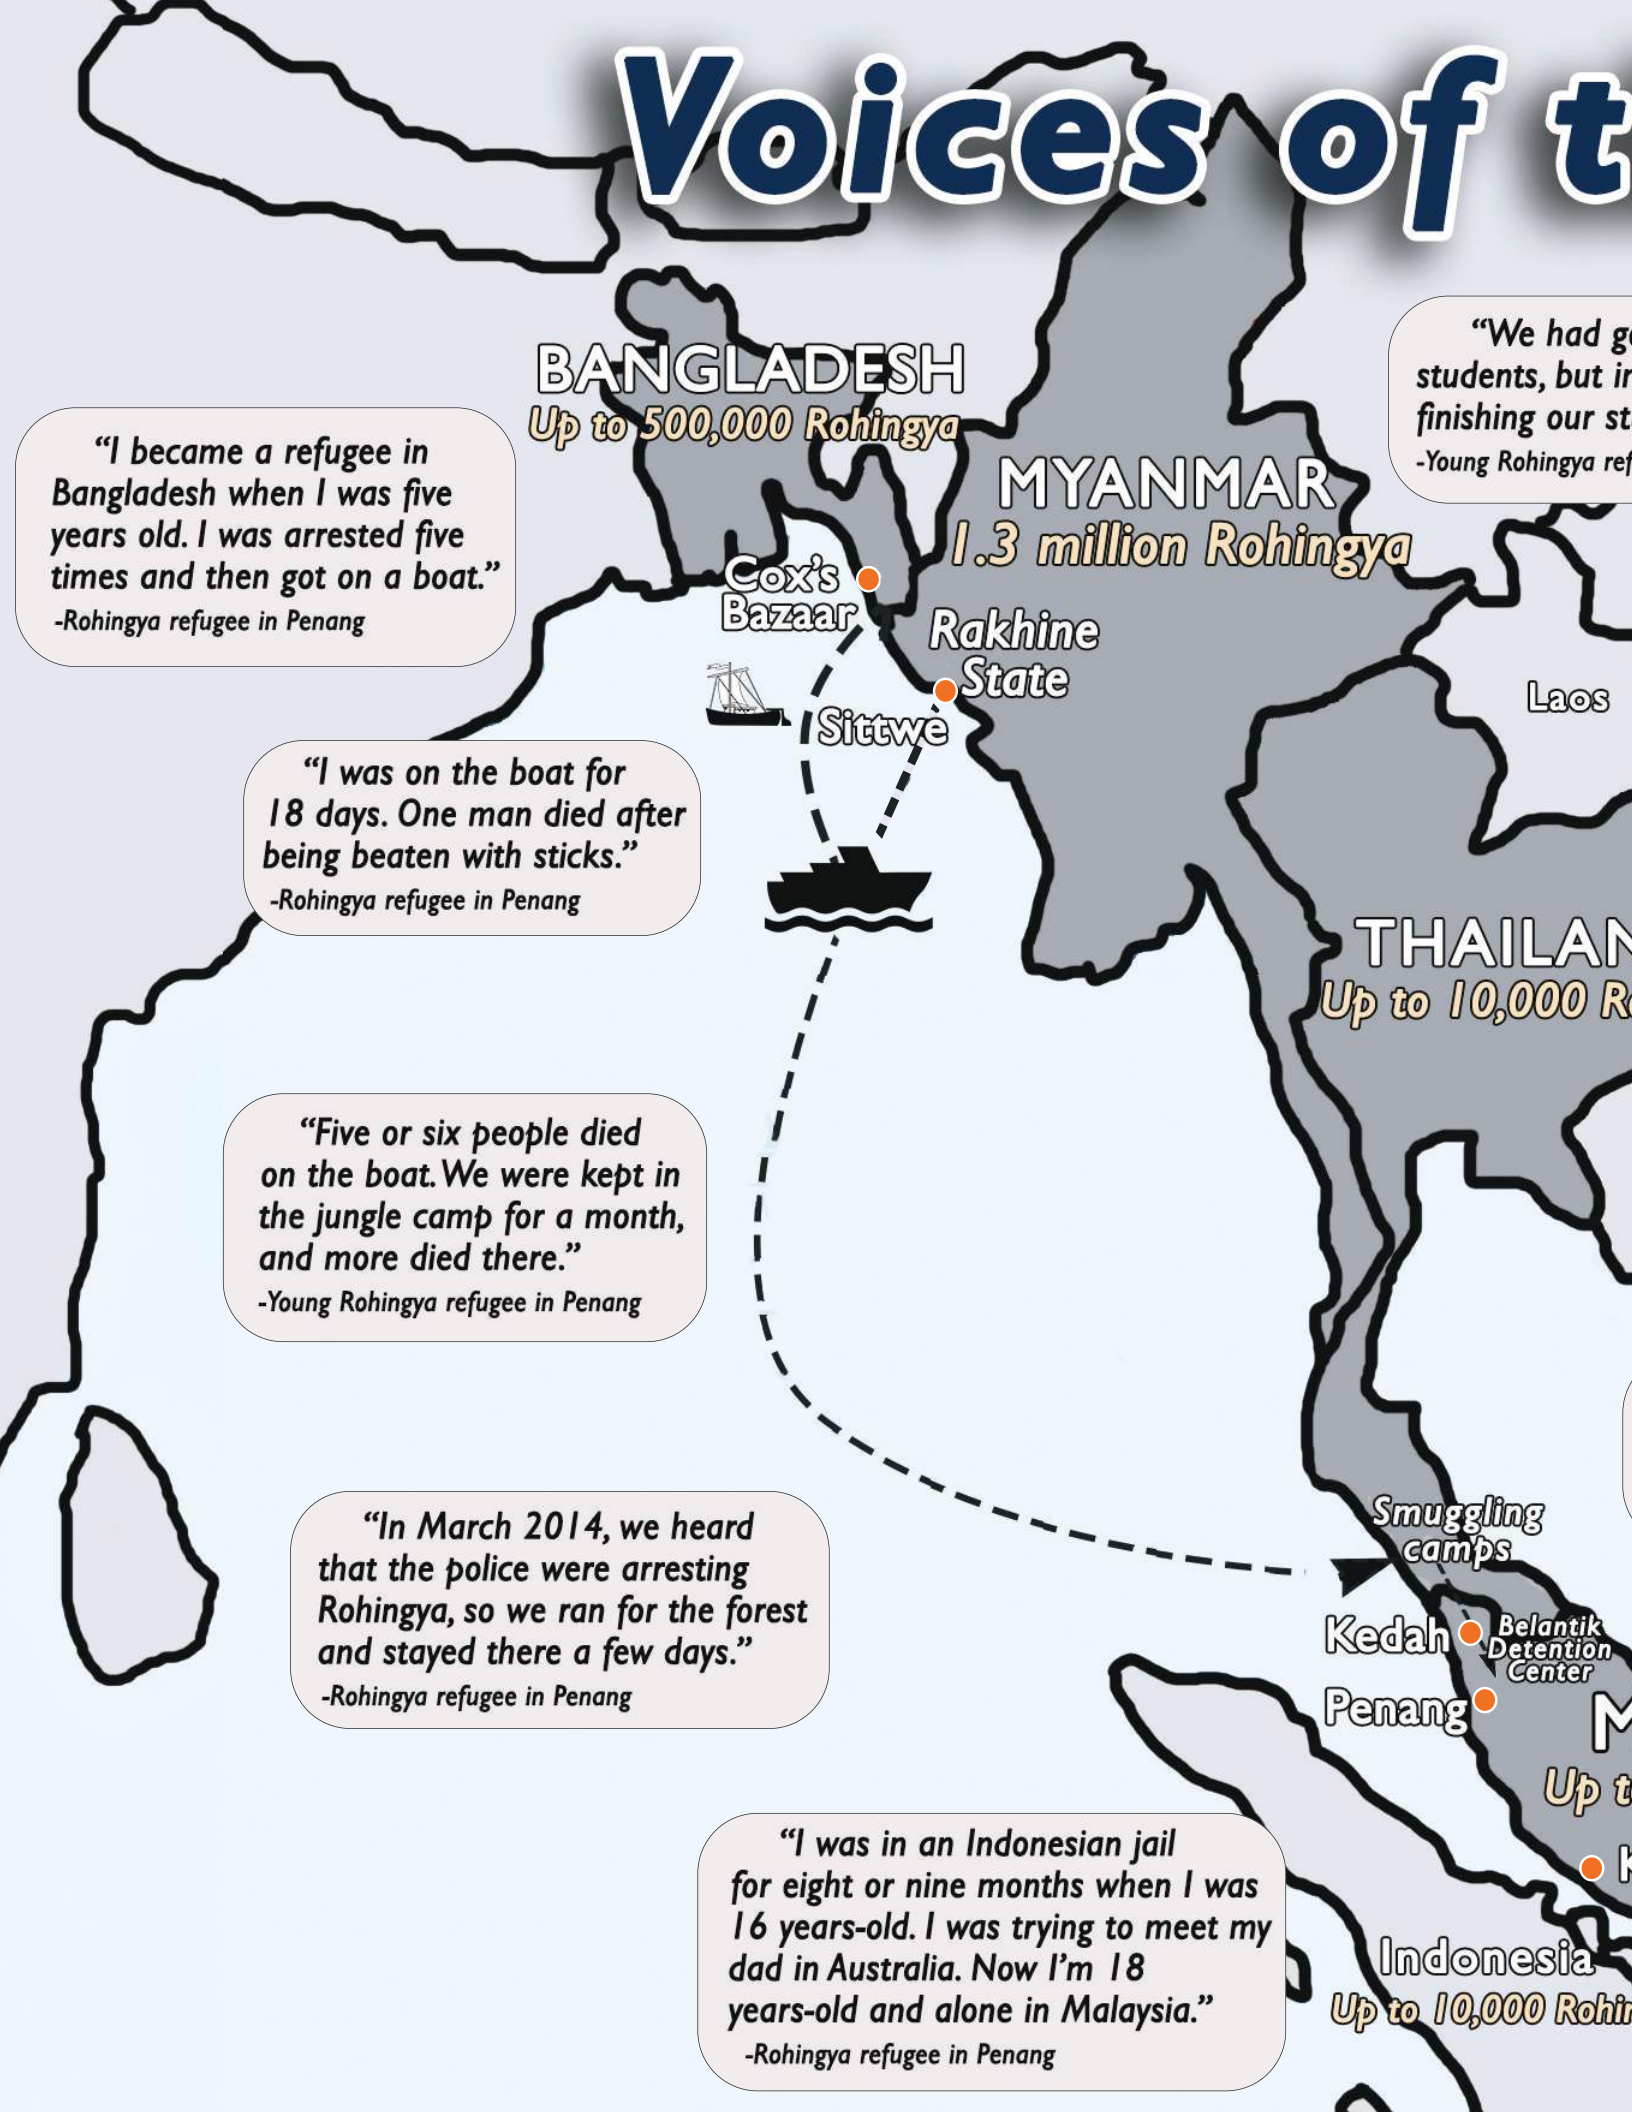 Voices of t
BANGLADESH
Up to 500,000 Rohingya
MYANMAR
1.3 million Rohingya
“We had g
students, but i
finishing our st
-Young Rohingya ref
“I became a refugee in
Bangladesh when I was five
years old. I was arrested five
times and then got on a boat.”
-Rohingya refugee in Penang
Cox’s
Bazaar
Rakhine
State
Sittwe
Laos
“I was on the boat for
18 days. One man died after
being beaten with sticks.”
-Rohingya refugee in Penang
THAILAN
Up to 10,000 R
“Five or six people died
on the boat. We were kept in
the jungle camp for a month,
and more died there.”
-Young Rohingya refugee in Penang
“In March 2014, we heard
that the police were arresting
Rohingya, so we ran for the forest
and stayed there a few days.”
-Rohingya refugee in Penang
Smuggling
camps
Kedah
Belantik
Detention
Center
Penang
M
Up t
K
“I was in an Indonesian jail
for eight or nine months when I was
16 years-old. I was trying to meet my
dad in Australia. Now I’m 18
years-old and alone in Malaysia.”
-Rohingya refugee in Penang
Indonesia
Up to 10,000 Rohin